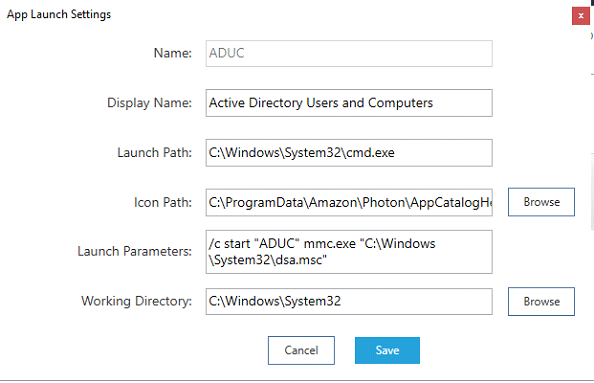 App Launch Settings
x
Name: ADUC
Display Name: Active Directory Users and Computers
Launch Path: C:\Windows\System32\cmd.exe
Icon Path: C:\ProgramData\Amazon\Photon\AppCatalogHe Browse
Launch Parameters: /c start "ADUC" mmc.exe "C:\Windows
\System32\dsa.msc"
Working Directory: C:\Windows\System32 Browse
Cancel Save